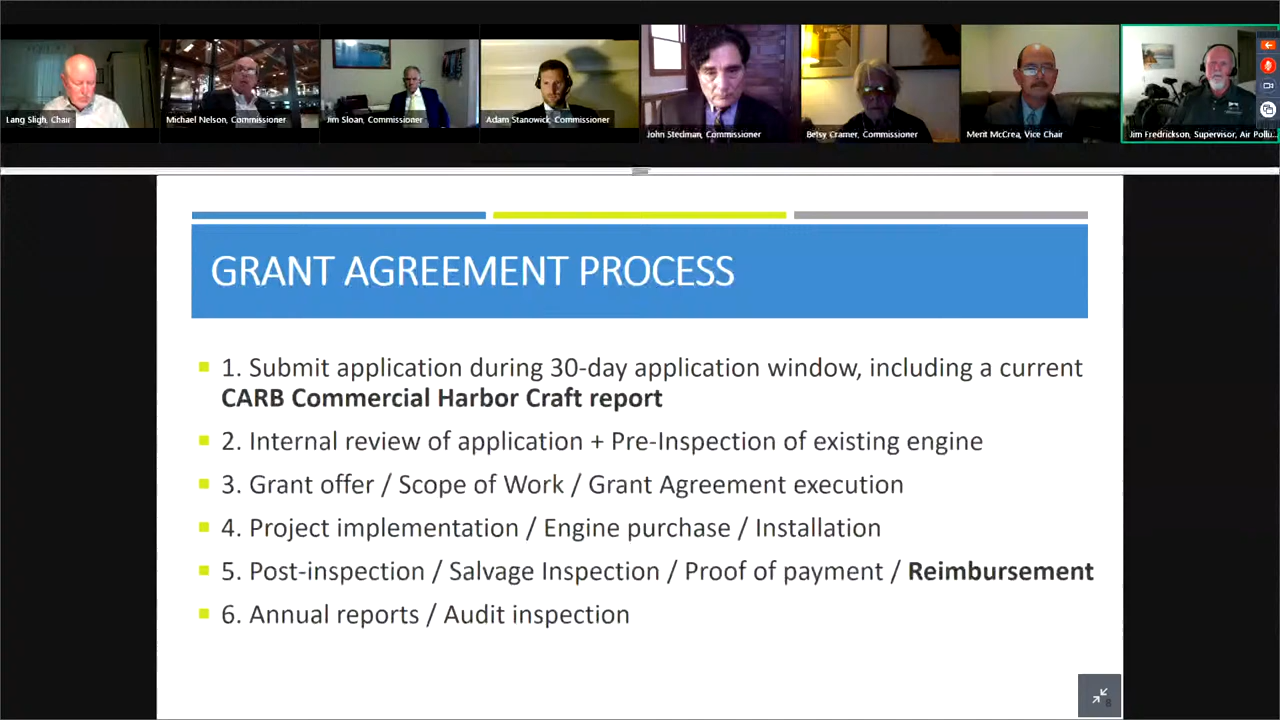 Lang Sligh, Chair
Michael Nelson, Commissioner
Jim Sloan, Commissioner
Adam Stanowick, Commissioner
John Stedman, Commissioner
Betsy Cramer, Commissioner
Merit McCrea, Vice Chair
Jim Fredrickson, Supervisor, Air Pollu...
GRANT AGREEMENT PROCESS
1. Submit application during 30-day application window, including a current
CARB Commercial Harbor Craft report
2. Internal review of application + Pre-Inspection of existing engine
3. Grant offer / Scope of Work / Grant Agreement execution
4. Project implementation / Engine purchase / Installation
5. Post-inspection / Salvage Inspection / Proof of payment / Reimbursement
6. Annual reports / Audit inspection
8